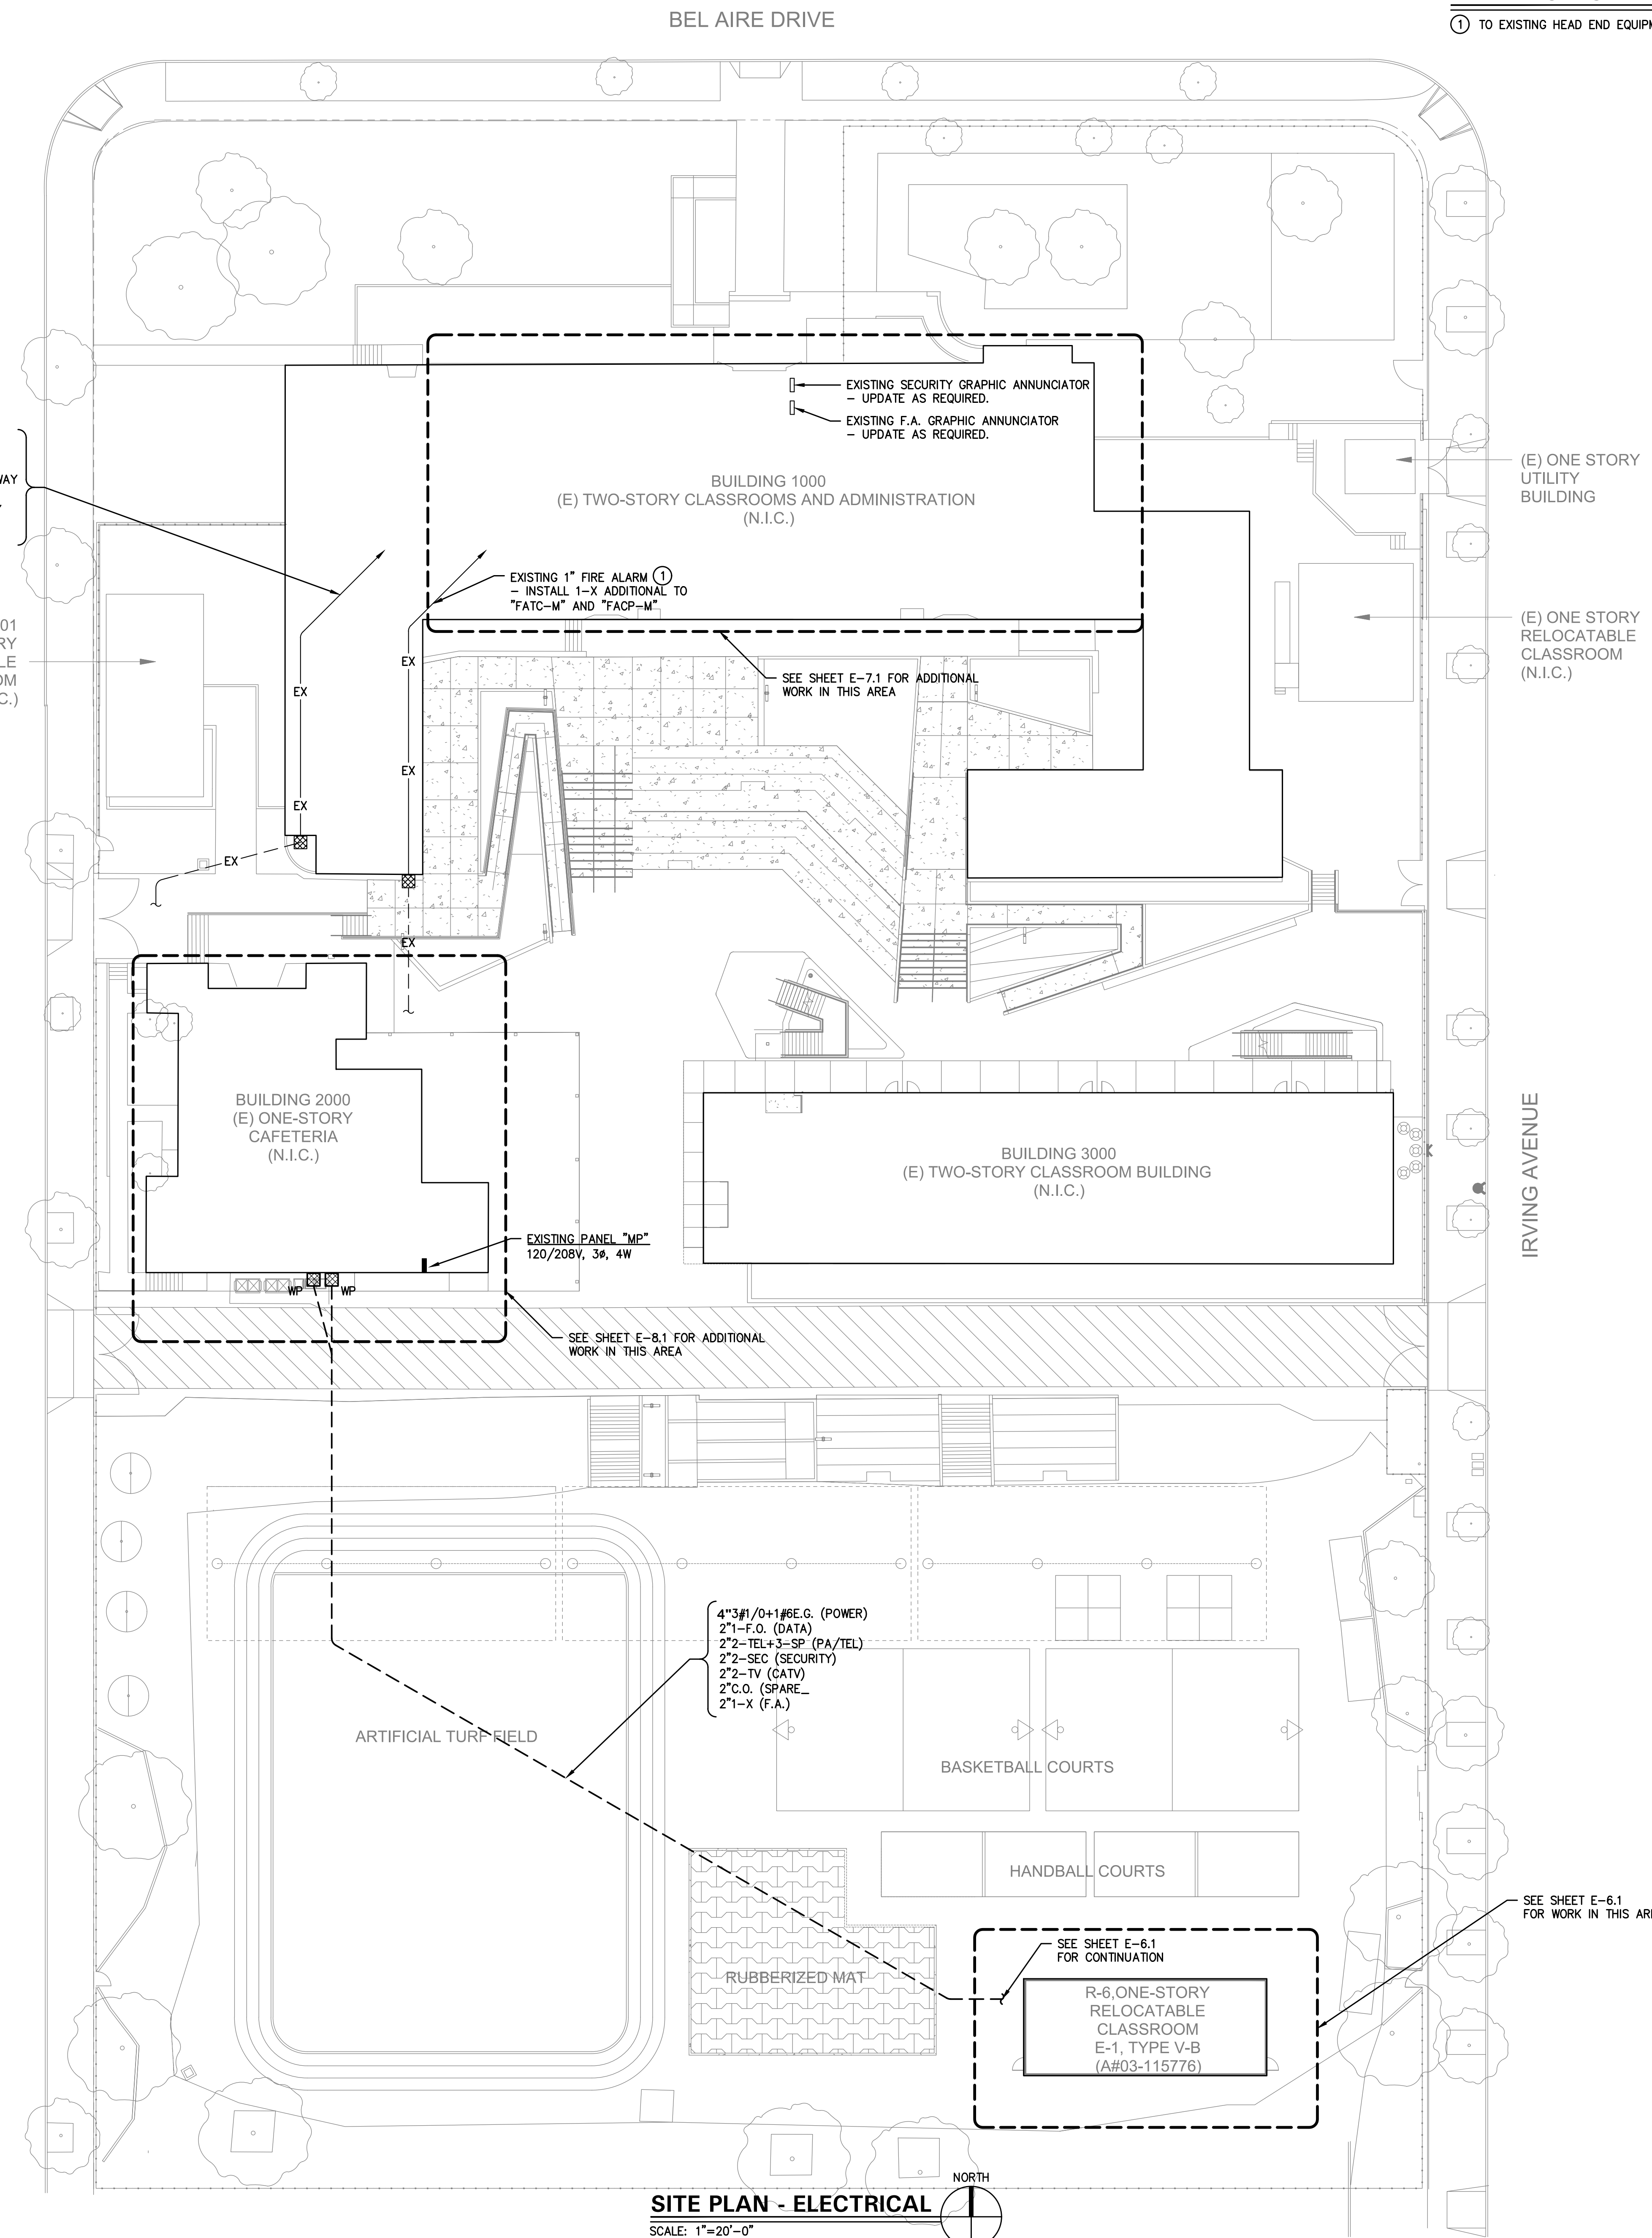 BEL AIRE DRIVE
1 TO EXISTING HEAD END
EXISTING SECURITY GRAPHIC ANNUNCIATOR
– UPDATE AS REQUIRED.
EXISTING F.A. GRAPHIC ANNUNCIATOR
– UPDATE AS REQUIRED.
(E) ONE STORY
UTILITY
BUILDING
BUILDING 1000
(E) TWO-STORY CLASSROOMS AND ADMINISTRATION
(N.I.C.)
EXISTING 1" FIRE ALARM 1
– INSTALL 1-X ADDITIONAL TO
"FATC-M" AND "FACP-M"
(E) ONE STORY
RELOCATABLE
CLASSROOM
(N.I.C.)
EX
EX
SEE SHEET E-7.1 FOR ADDITIONAL
WORK IN THIS AREA
EX
EX
EX
EX
BUILDING 2000
(E) ONE-STORY
CAFETERIA
(N.I.C.)
BUILDING 3000
(E) TWO-STORY CLASSROOM BUILDING
(N.I.C.)
IRVING AVENUE
EXISTING PANEL "MP"
120/208V, 3ø, 4W
WP WP
SEE SHEET E-8.1 FOR ADDITIONAL
WORK IN THIS AREA
4"3#1/0+1#6E.G. (POWER)
2"1-F.O. (DATA)
2"2-TEL+3-SP (PA/TEL)
2"2-SEC (SECURITY)
2"2-TV (CATV)
2"C.O. (SPARE_
2"1-X (F.A.)
ARTIFICIAL TURF FIELD
BASKETBALL COURTS
HANDBALL COURTS
SEE SHEET E-6.1
FOR WORK IN THIS
SEE SHEET E-6.1
FOR CONTINUATION
RUBBERIZED MAT
R-6,ONE-STORY
RELOCATABLE
CLASSROOM
E-1, TYPE V-B
(A#03-115776)
NORTH
SITE PLAN - ELECTRICAL
SCALE: 1"=20'-0"